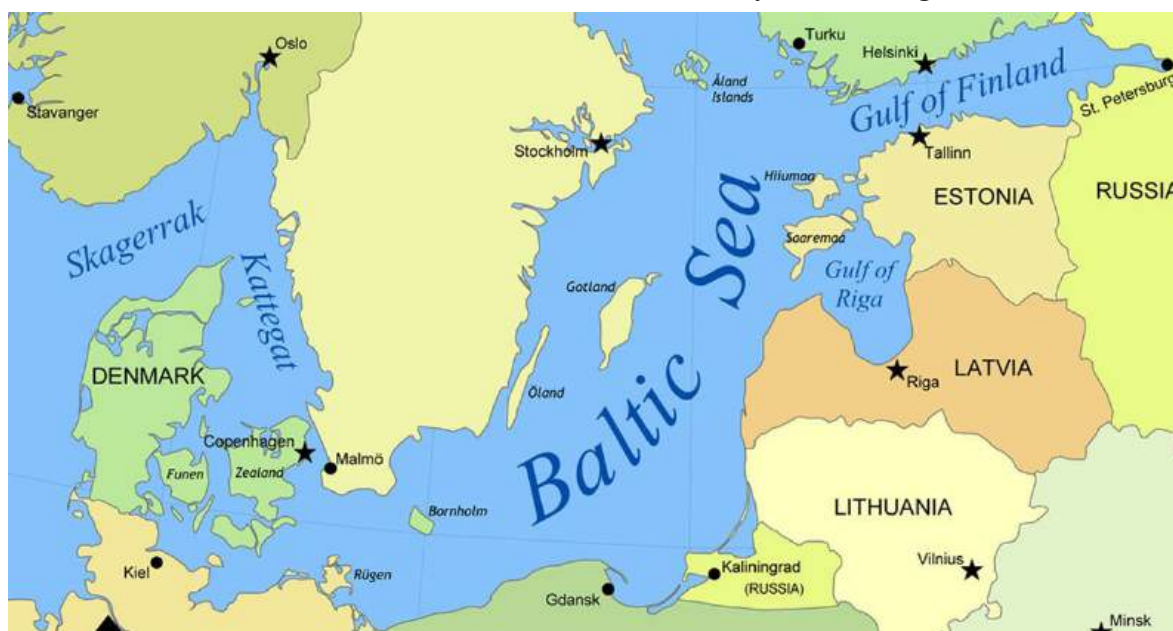 Oslo
Turku
Helsinki
Stavanger
Åland
Islands
Gulf of Finland
St. Petersburg
Stockholm
Tallinn
Hiiumaa
ESTONIA
RUSSIA
Skagerrak
Saaremaa
Kattegat
Gulf of
Riga
Gotland
Baltic Sea
DENMARK
LATVIA
Riga
Öland
Copenhagen
Malmö
Funen
Zealand
Bornholm
LITHUANIA
Vilnius
Kiel
Rügen
Kaliningrad
(RUSSIA)
Gdansk
Minsk